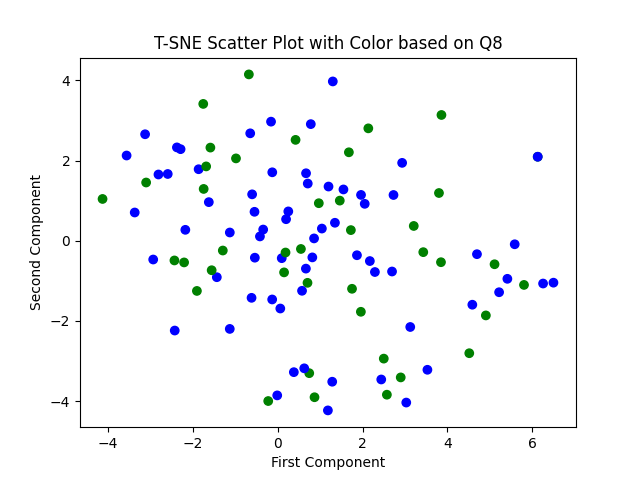 T-SNE Scatter Plot with Color based on Q8
Second Component
4
2
0
−2
−4
−4 −2 0 2 4 6
First Component